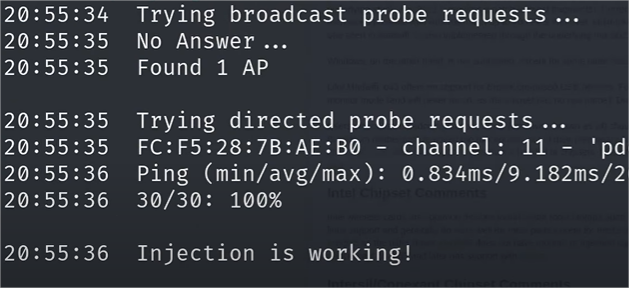 20:55:34 Trying broadcast probe requests...
20:55:35 No Answer...
20:55:35 Found 1 AP
20:55:35 Trying directed probe requests...
20:55:35 FC:F5:28:7B:AE:B0 - channel: 11 - 'pd
20:55:36 Ping (min/avg/max): 0.834ms/9.182ms/2
20:55:36 30/30: 100%
Intel Chipset Comments
20:55:36 Injection is working!